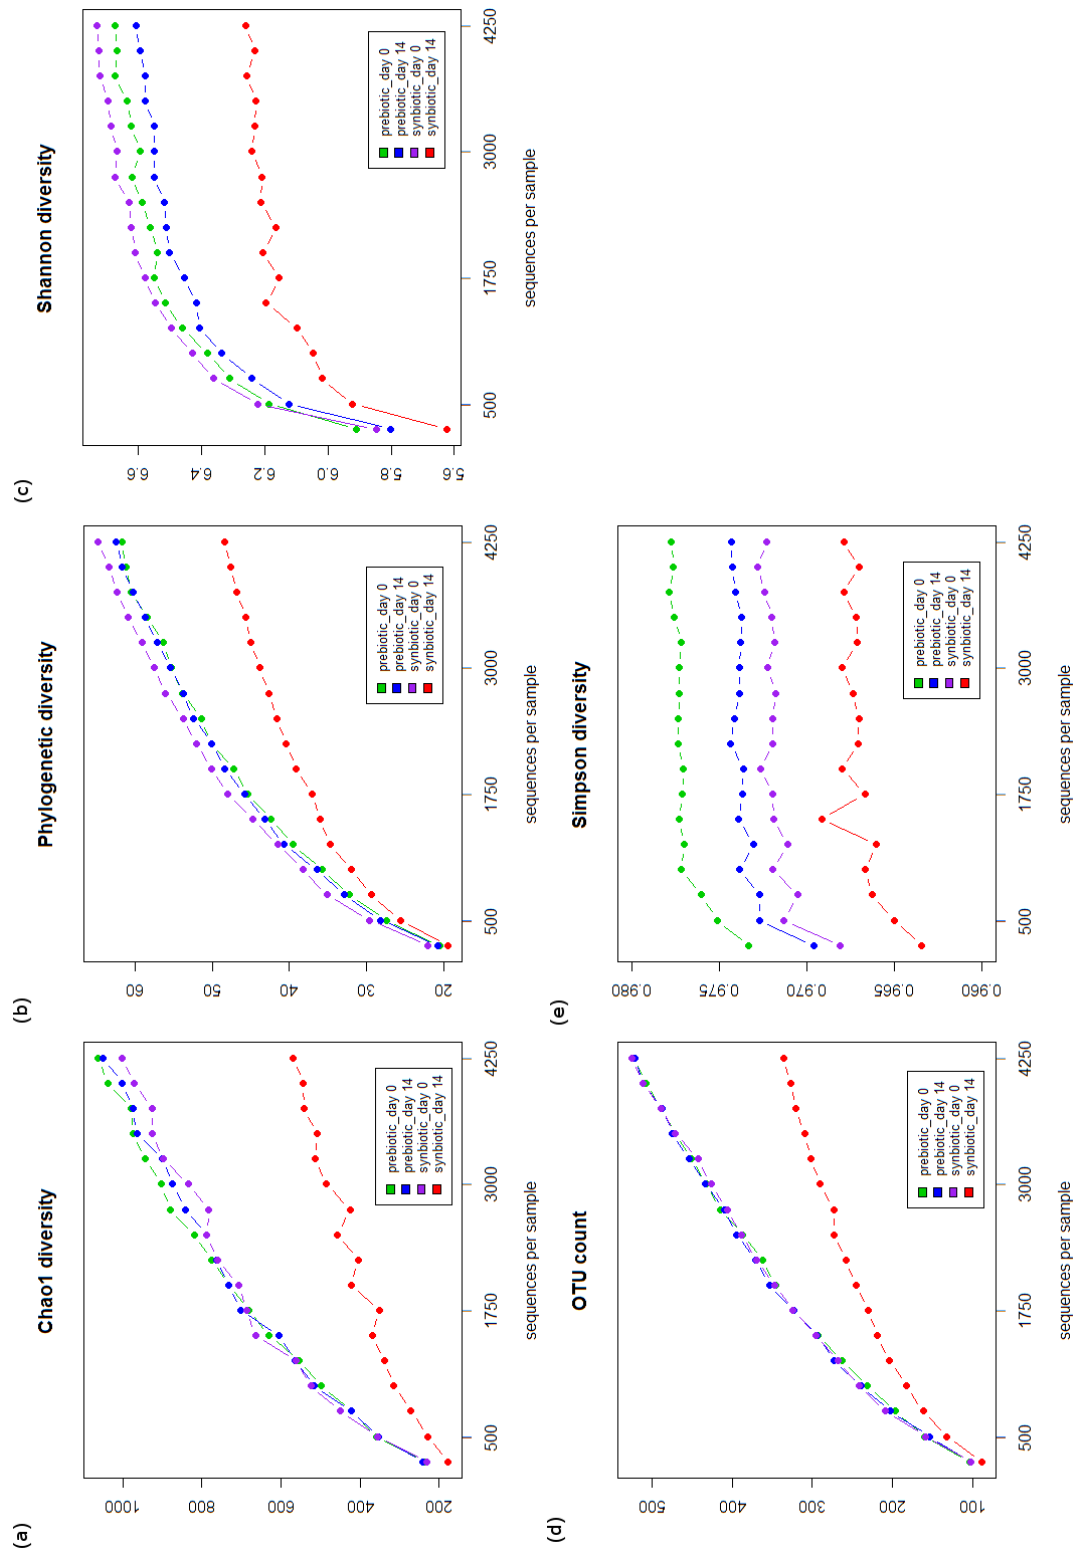 (a)
Chao1 diversity
1000
800
600
400
200
500
1750
3000
4250
sequences per sample
prebiotic_day 0
prebiotic_day 14
synbiotic_day 0
synbiotic_day 14
(b)
Phylogenetic diversity
60
50
40
30
20
500
1750
3000
4250
sequences per sample
prebiotic_day 0
prebiotic_day 14
synbiotic_day 0
synbiotic_day 14
(c)
Shannon diversity
6.6
6.4
6.2
6.0
5.8
5.6
500
1750
3000
4250
sequences per sample
prebiotic_day 0
prebiotic_day 14
synbiotic_day 0
synbiotic_day 14
(d)
OTU count
500
400
300
200
100
500
1750
3000
4250
sequences per sample
prebiotic_day 0
prebiotic_day 14
synbiotic_day 0
synbiotic_day 14
(e)
Simpson diversity
0.980
0.975
0.970
0.965
0.960
500
1750
3000
4250
sequences per sample
prebiotic_day 0
prebiotic_day 14
synbiotic_day 0
synbiotic_day 14